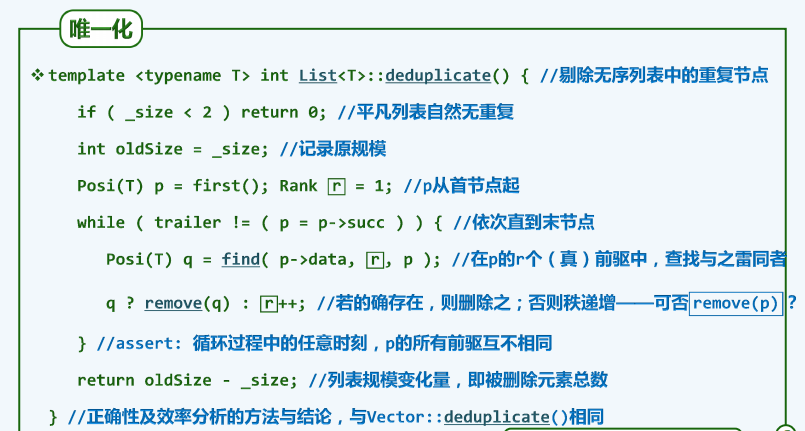 唯一化
❖template <typename T> int List<T>::deduplicate() { //剔除无序列表中的重复节点
if ( _size < 2 ) return 0; //平凡列表自然无重复
int oldSize = _size; //记录原规模
Posi(T) p = first(); Rank r = 1; //p从首节点起
while ( trailer != ( p = p->succ ) ) { //依次直到末节点
Posi(T) q = find( p->data, r, p ); //在p的r个（真）前驱中，查找与之雷同者
q ? remove(q) : r++; //若的确存在，则删除之；否则秩递增——可否remove(p)？
} //assert: 循环过程中的任意时刻，p的所有前驱互不相同
return oldSize - _size; //列表规模变化量，即被删除元素总数
} //正确性及效率分析的方法与结论，与Vector::deduplicate()相同